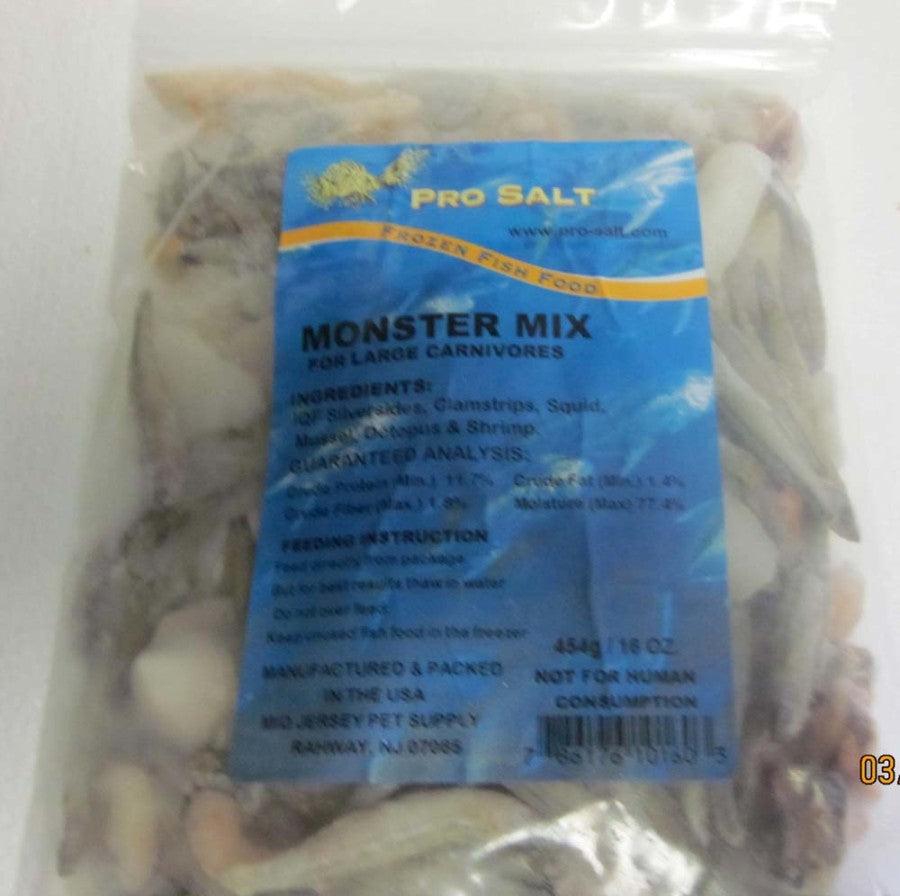 PRO SALT
www.pro-salt.com
FROZEN FISH FOOD
MONSTER MIX
FOR LARGE CARNIVORES
INGREDIENTS:
IQF Silversides, Clamstrips, Squid,
Mussel, Octopus & Shrimp.
GUARANTEED ANALYSIS:
Crude Protein (Min.) 11.7% Crude Fat (Min.) 1.4%
Crude Fiber (Max.) 1.8% Moisture (Max) 77.4%
FEEDING INSTRUCTION
Feed directly from package
But for best results thaw in water
Do not over feed
Keep unused fish food in the freezer
454g / 16 OZ.
MANUFACTURED & PACKED
IN THE USA
MID JERSEY PET SUPPLY
RAHWAY, NJ 07065
NOT FOR HUMAN
CONSUMPTION
7 86176 10160 3
03